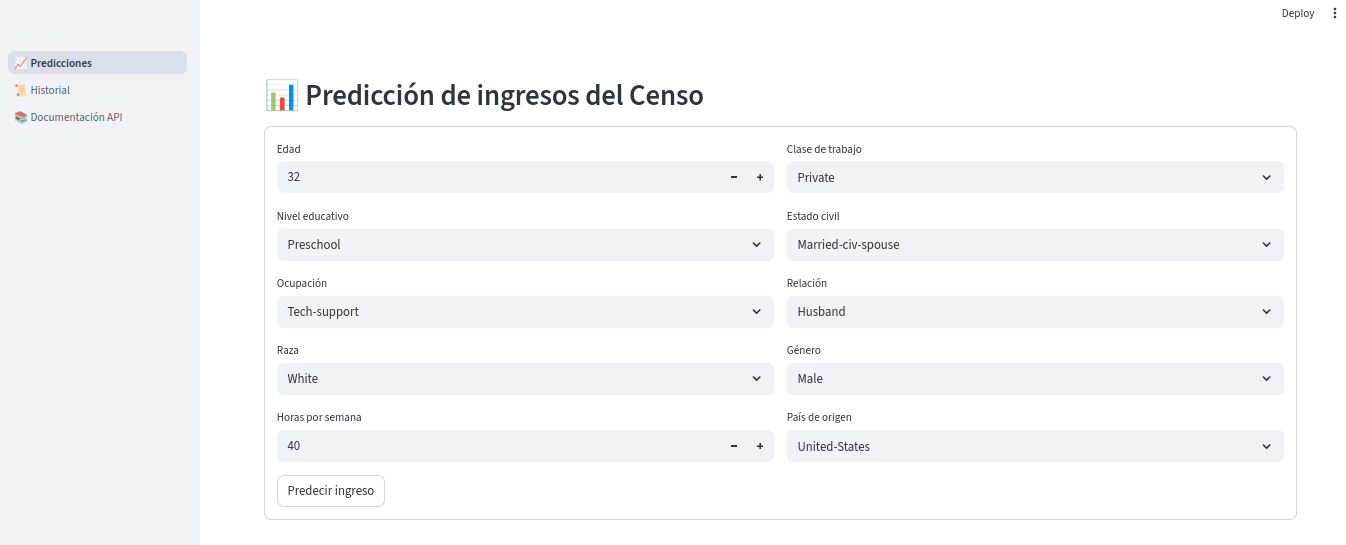 Deploy
Predicciones
Historial
Documentación API
Predicción de ingresos del Censo
Edad
32
Clase de trabajo
Private
Nivel educativo
Preschool
Estado civil
Married-civ-spouse
Ocupación
Tech-support
Relación
Husband
Raza
White
Género
Male
Horas por semana
40
País de origen
United-States
Predecir ingreso